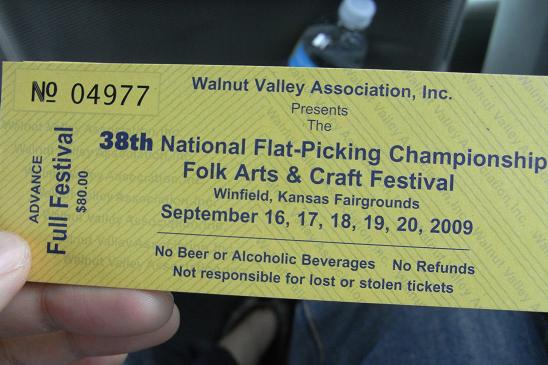 № 04977
ADVANCE
Full Festival
$80.00
Walnut Valley Association, Inc.
Presents
The
38th National Flat-Picking Championship
Folk Arts & Craft Festival
Winfield, Kansas Fairgrounds
September 16, 17, 18, 19, 20, 2009
No Beer or Alcoholic Beverages No Refunds
Not responsible for lost or stolen tickets